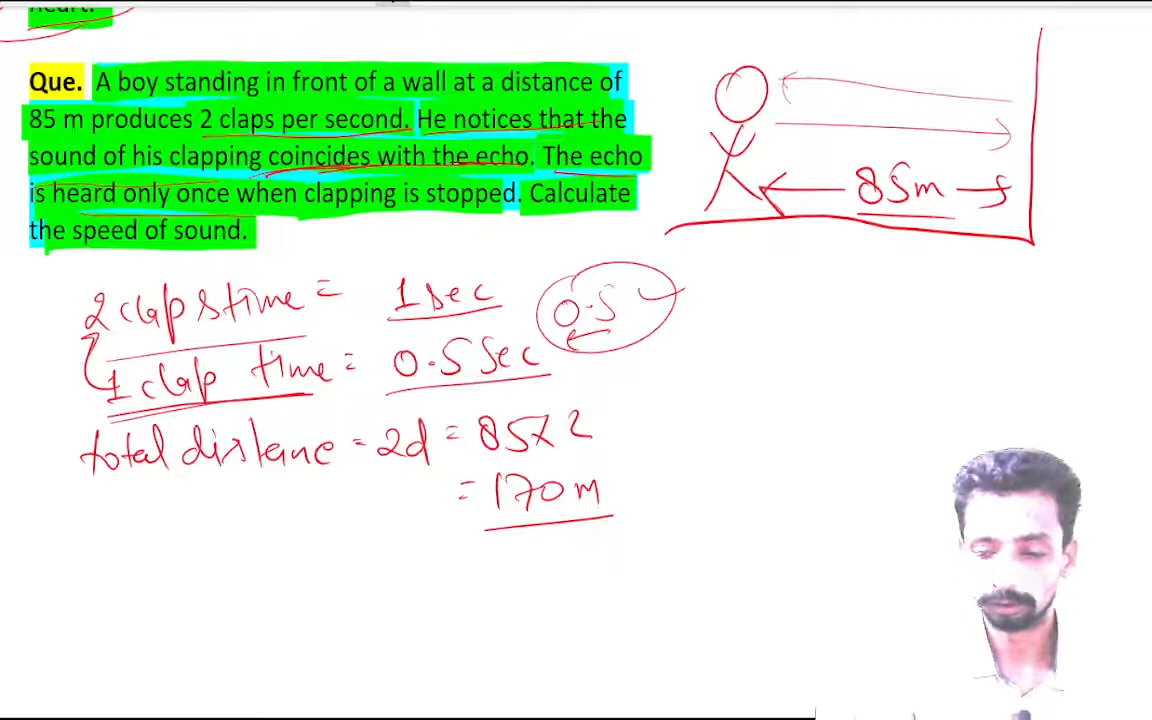 heart.
Que. A boy standing in front of a wall at a distance of
85 m produces 2 claps per second. He notices that the
sound of his clapping coincides with the echo. The echo
is heard only once when clapping is stopped. Calculate
the speed of sound.
85m
2 claps time = 1 sec 0.5
1 clap time = 0.5 sec
total distance = 2d = 85x2
= 170m